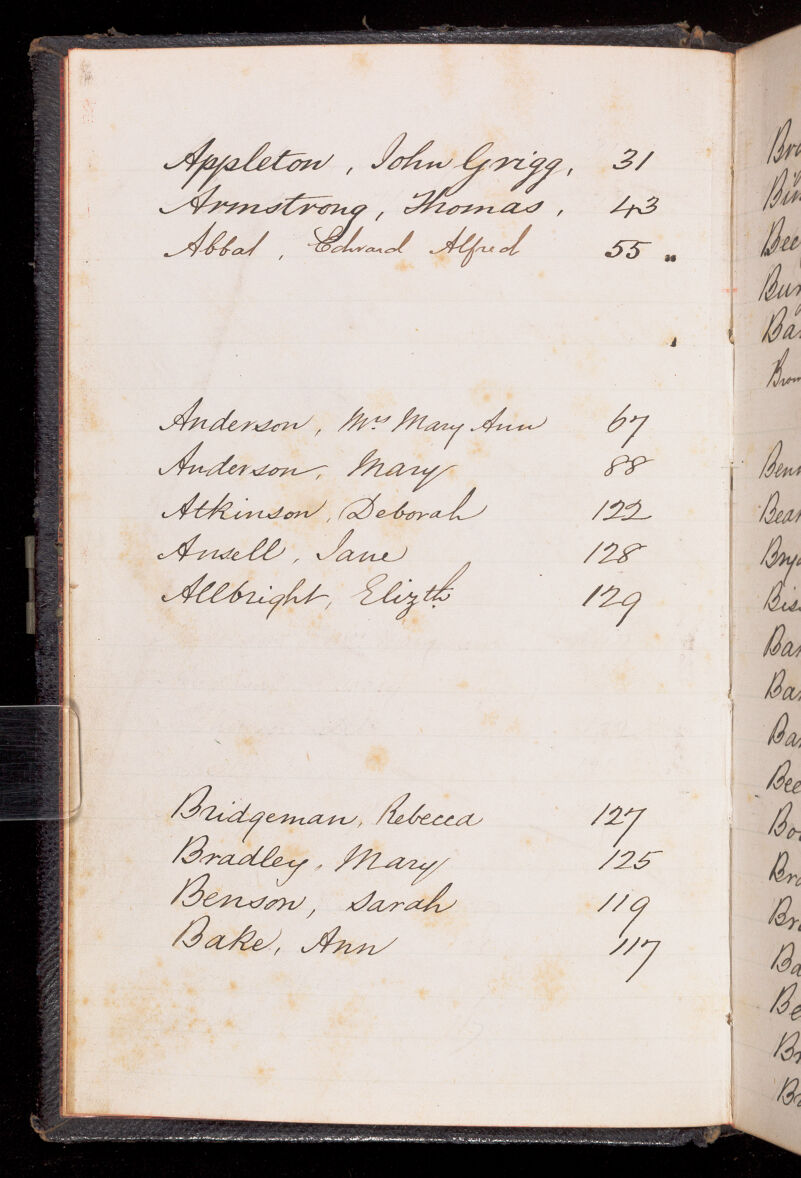 Appleton, John Grigg, 31
Armstrong, Thomas, 43
Abbat, Edward Alfred 55 "
Anderson, Mrs Mary Ann 67
Anderson, Mary 88
Atkinson, Deborah 122
Ansell, Jane 128
Allbright, Elizth. 129
Bridgeman, Rebecca 127
Bradley, Mary 125
Benson, Sarah 119
Bake, Ann 117